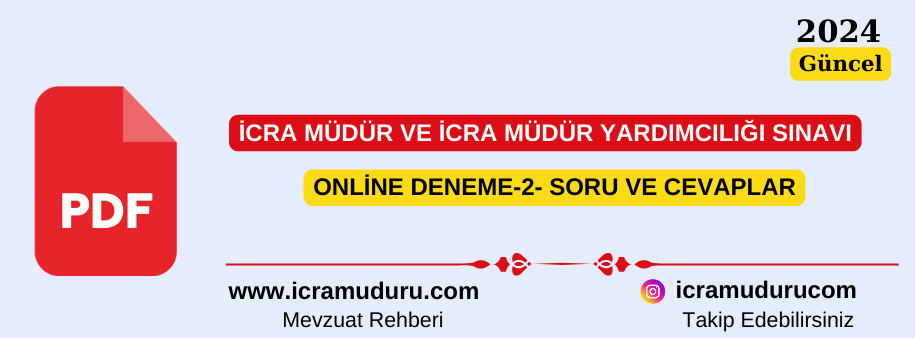 2024
Güncel
İCRA MÜDÜR VE İCRA MÜDÜR YARDIMCILIĞI SINAVI
ONLİNE DENEME-2- SORU VE CEVAPLAR
PDF
www.icramuduru.com
Mevzuat Rehberi
icramudurucom
Takip Edebilirsiniz